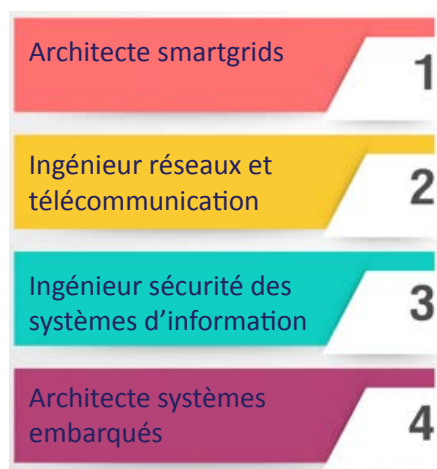 Architecte smartgrids
1
Ingénieur réseaux et
télécommunication
2
Ingénieur sécurité des
systèmes d’information
3
Architecte systèmes
embarqués
4